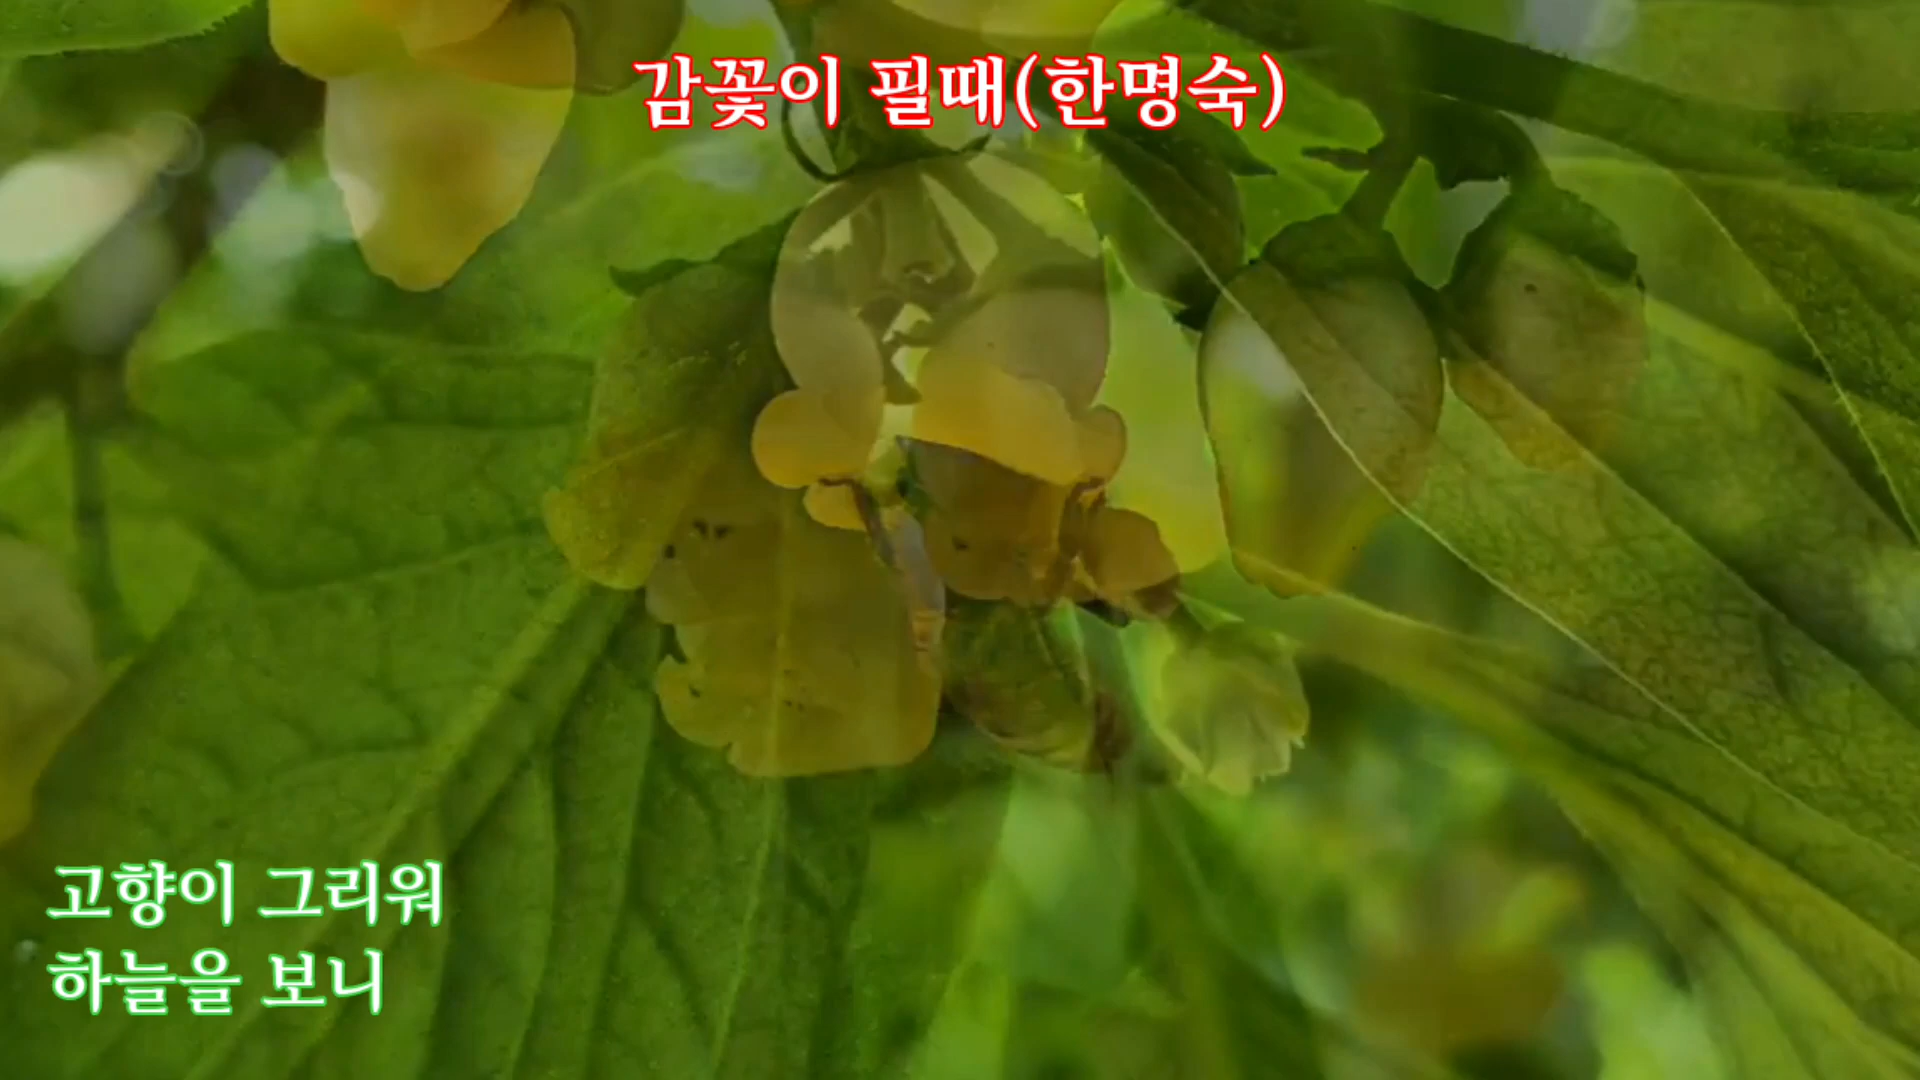 감꽃이 필때(한명숙)
고향이 그리워
하늘을 보니